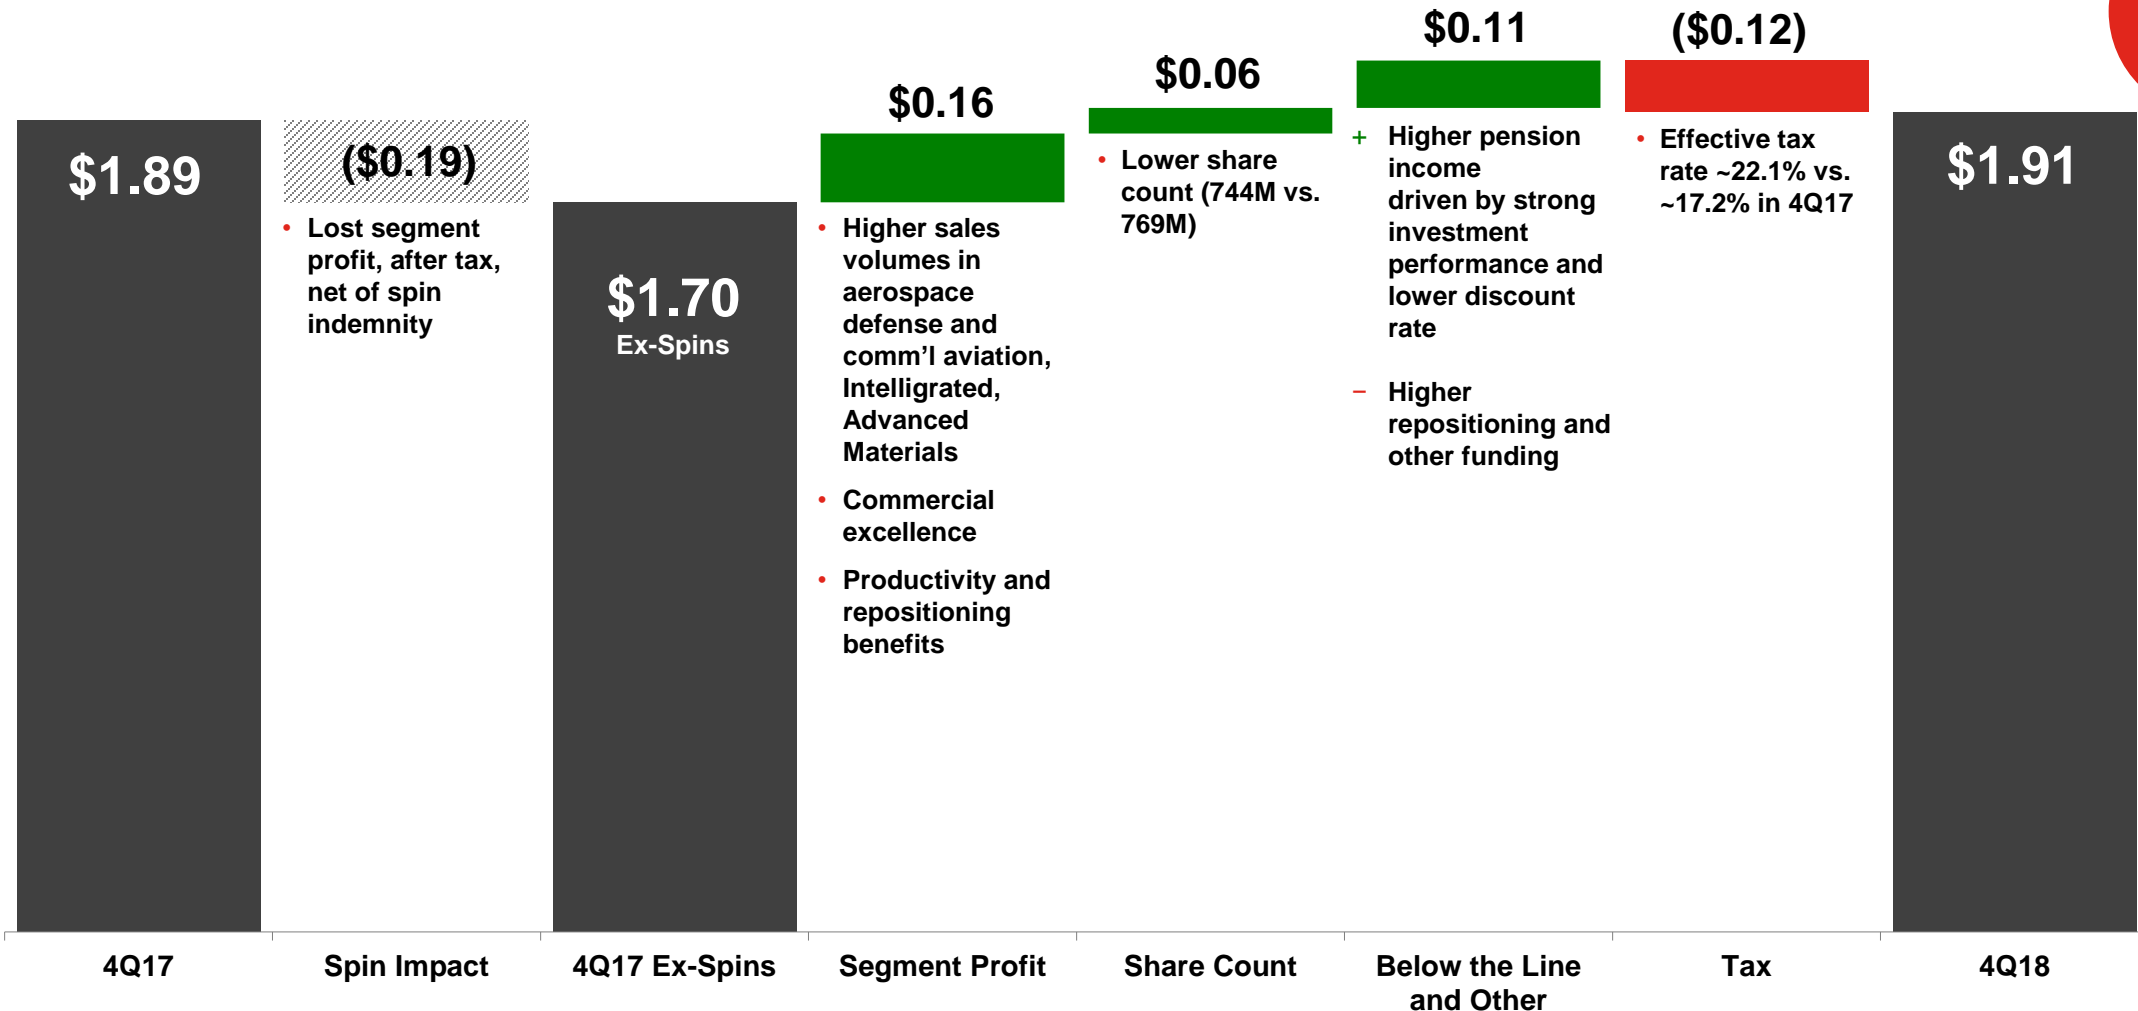 $1.89
($0.19)
• Lost segment
profit, after tax,
net of spin
indemnity
$1.70
Ex-Spins
$0.16
• Higher sales
volumes in
aerospace
defense and
comm’l aviation,
Intelligrated,
Advanced
Materials
• Commercial
excellence
• Productivity and
repositioning
benefits
$0.06
• Lower share
count (744M vs.
769M)
$0.11
+ Higher pension
income
driven by strong
investment
performance and
lower discount
rate
− Higher
repositioning and
other funding
($0.12)
• Effective tax
rate ~22.1% vs.
~17.2% in 4Q17
$1.91
4Q17
Spin Impact
4Q17 Ex-Spins
Segment Profit
Share Count
Below the Line
and Other
Tax
4Q18